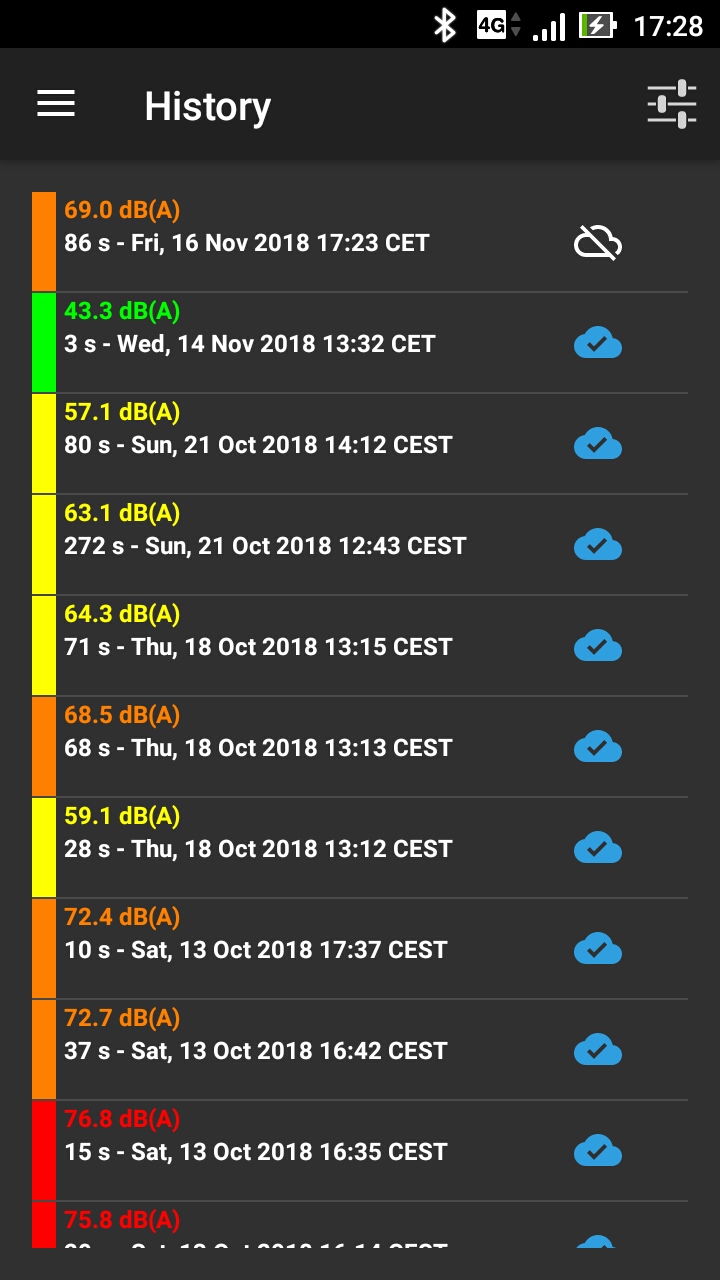 4G 17:28
History
69.0 dB(A)
86 s - Fri, 16 Nov 2018 17:23 CET
43.3 dB(A)
3 s - Wed, 14 Nov 2018 13:32 CET
57.1 dB(A)
80 s - Sun, 21 Oct 2018 14:12 CEST
63.1 dB(A)
272 s - Sun, 21 Oct 2018 12:43 CEST
64.3 dB(A)
71 s - Thu, 18 Oct 2018 13:15 CEST
68.5 dB(A)
68 s - Thu, 18 Oct 2018 13:13 CEST
59.1 dB(A)
28 s - Thu, 18 Oct 2018 13:12 CEST
72.4 dB(A)
10 s - Sat, 13 Oct 2018 17:37 CEST
72.7 dB(A)
37 s - Sat, 13 Oct 2018 16:42 CEST
76.8 dB(A)
15 s - Sat, 13 Oct 2018 16:35 CEST
75.8 dB(A)